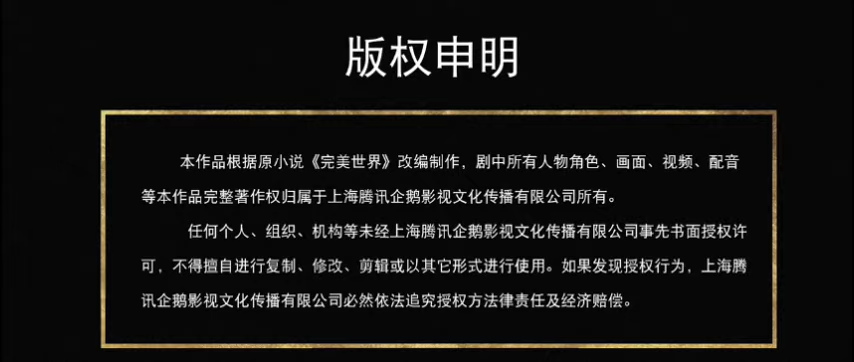 版权申明
本作品根据原小说《完美世界》改编制作，剧中所有人物角色、画面、视频、配音
等本作品完整著作权归属于上海腾讯企鹅影视文化传播有限公司所有。
任何个人、组织、机构等未经上海腾讯企鹅影视文化传播有限公司事先书面授权许
可，不得擅自进行复制、修改、剪辑或以其它形式进行使用。如果发现授权行为，上海腾
讯企鹅影视文化传播有限公司必然依法追究授权方法律责任及经济赔偿。